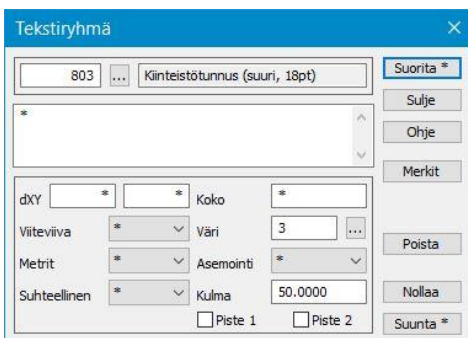 Tekstiryhmä
803 ... Kiinteistötunnus (suuri, 18pt) Suorita *
* Sulje
Ohje
Merkit
dXY * * Koko *
Viiteviiva * Väri 3 ...
Metrit * Asemointi * Poista
Suhteellinen * Kulma 50.0000 Nollaa
Piste 1 Piste 2 Suunta *